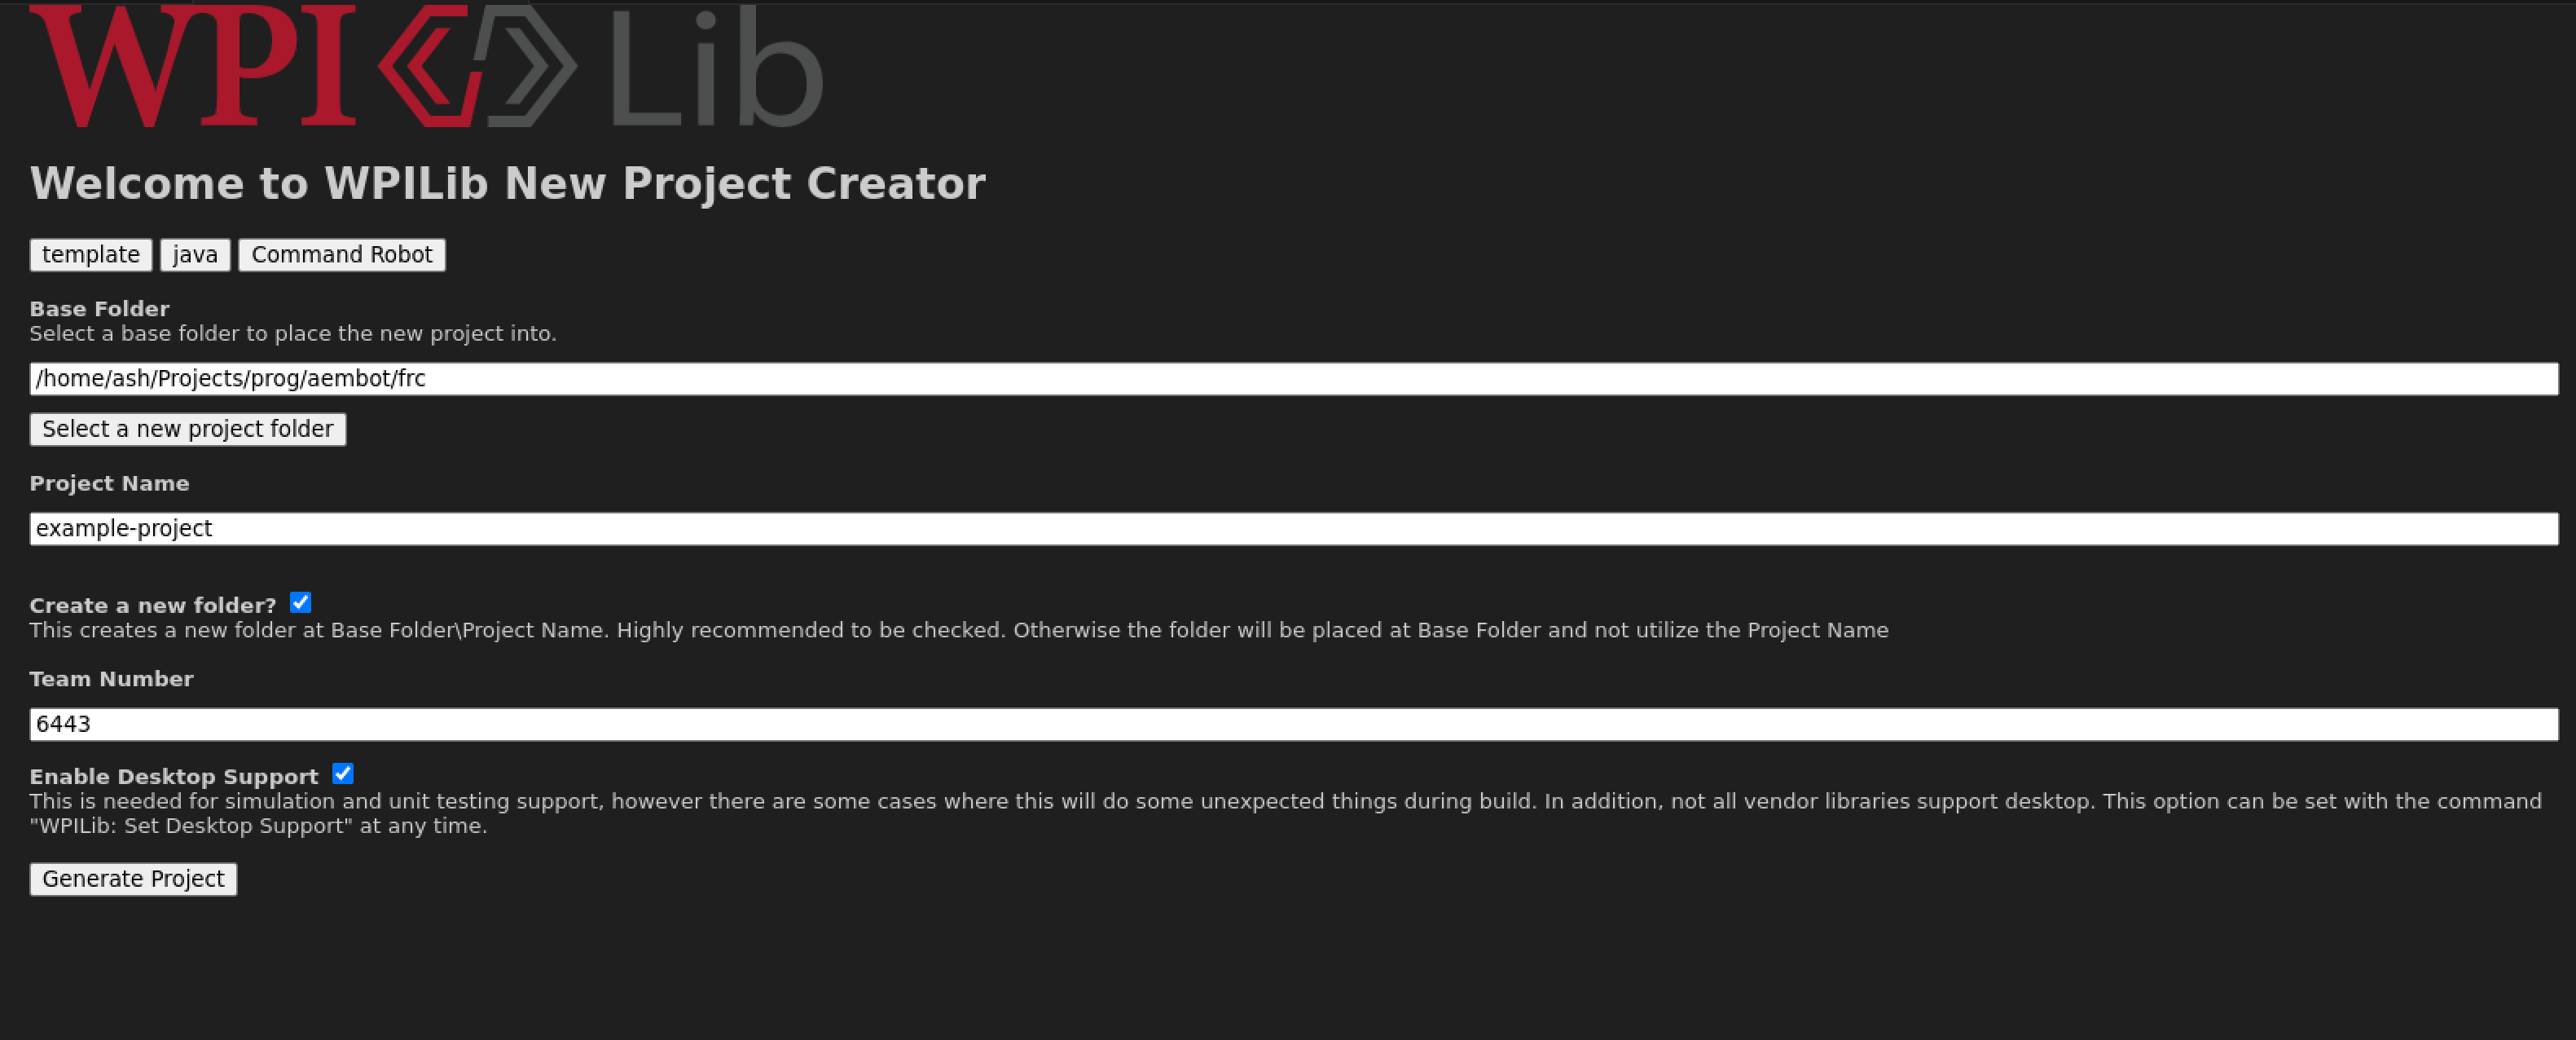 WPI Lib
Welcome to WPILib New Project Creator
template java Command Robot
Base Folder
Select a base folder to place the new project into.
/home/ash/Projects/prog/aembot/frc
Select a new project folder
Project Name
example-project
Create a new folder?
This creates a new folder at Base Folder\Project Name. Highly recommended to be checked. Otherwise the folder will be placed at Base Folder and not utilize the Project Name
Team Number
6443
Enable Desktop Support
This is needed for simulation and unit testing support, however there are some cases where this will do some unexpected things during build. In addition, not all vendor libraries support desktop. This option can be set with the command
"WPILib: Set Desktop Support" at any time.
Generate Project